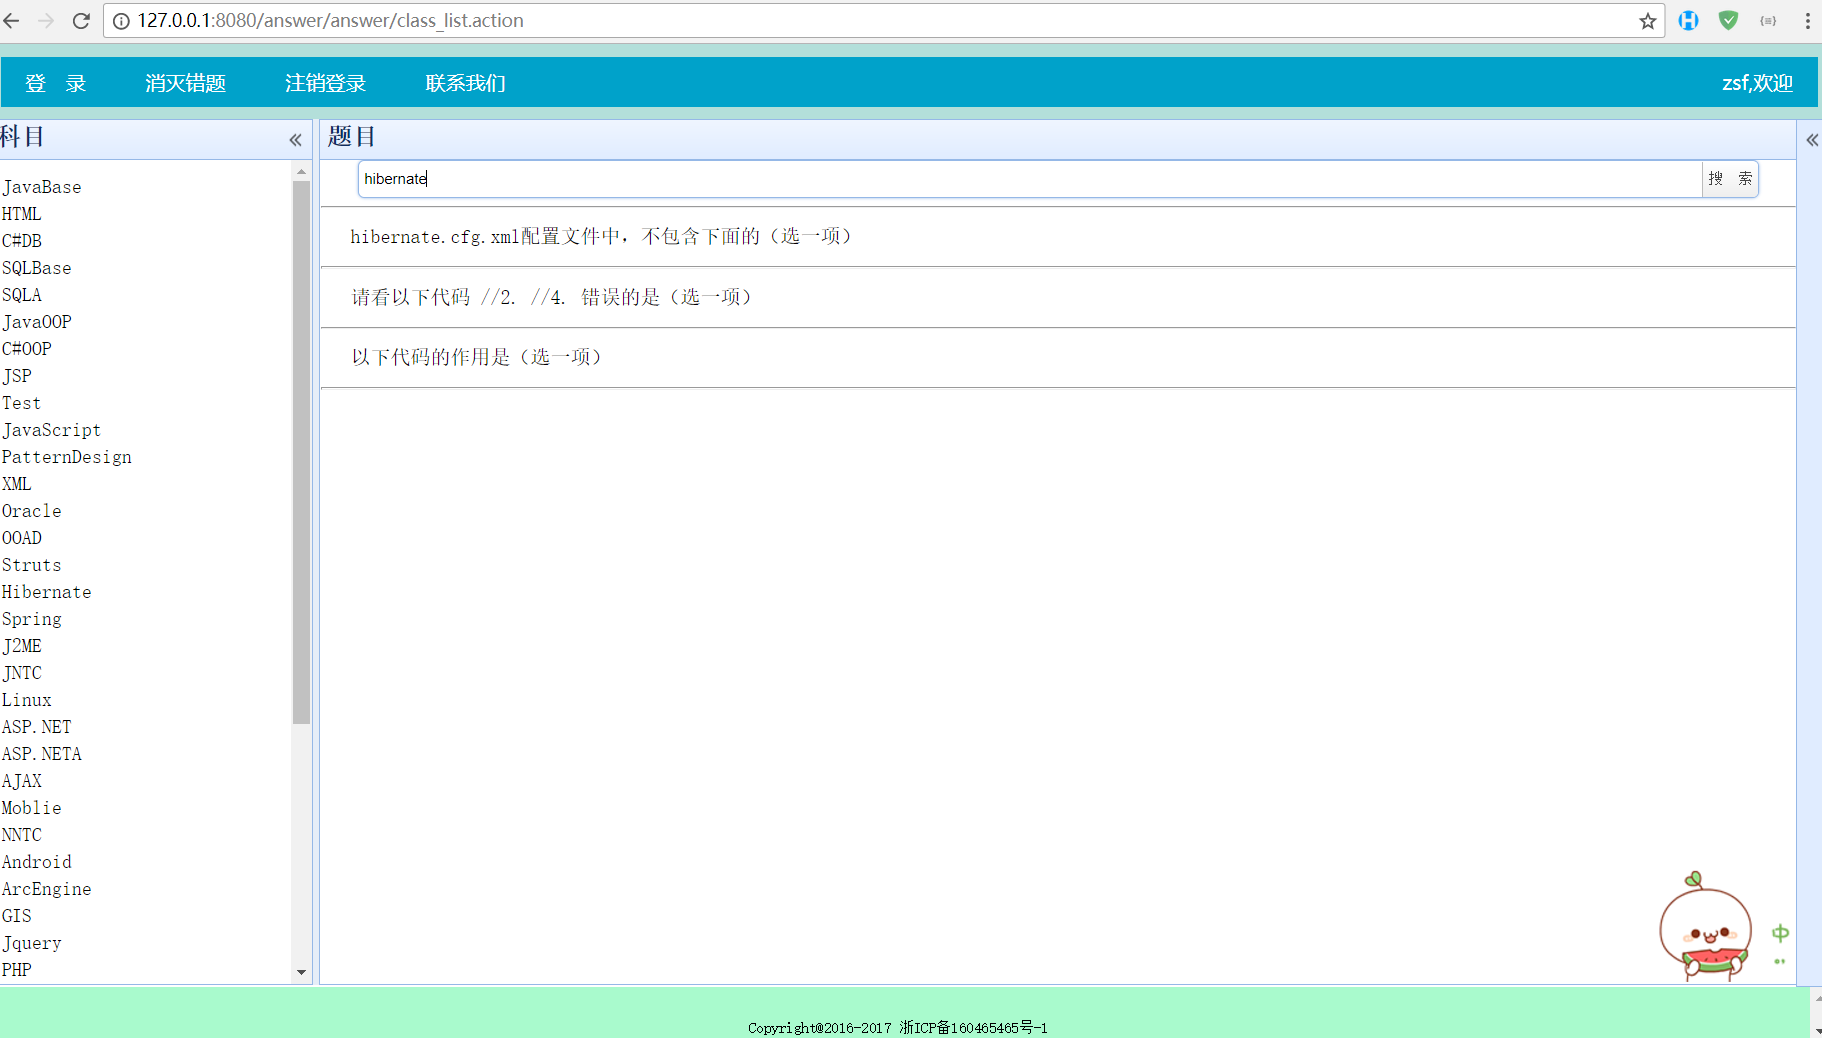 127.0.0.1:8080/answer/answer/class_list.action
登 录 消灭错题 注销登录 联系我们 zsf,欢迎
科目
题目
hibernate
搜 索
JavaBase
HTML
C#DB
SQLBase
SQLA
JavaOOP
C#OOP
JSP
Test
JavaScript
PatternDesign
XML
Oracle
OOAD
Struts
Hibernate
Spring
J2ME
JNTC
Linux
ASP.NET
ASP.NETA
AJAX
Moblie
NNTC
Android
ArcEngine
GIS
Jquery
PHP
hibernate.cfg.xml配置文件中，不包含下面的（选一项）
请看以下代码 //2. //4. 错误的是（选一项）
以下代码的作用是（选一项）
中
Copyright@2016-2017 浙ICP备160465465号-1